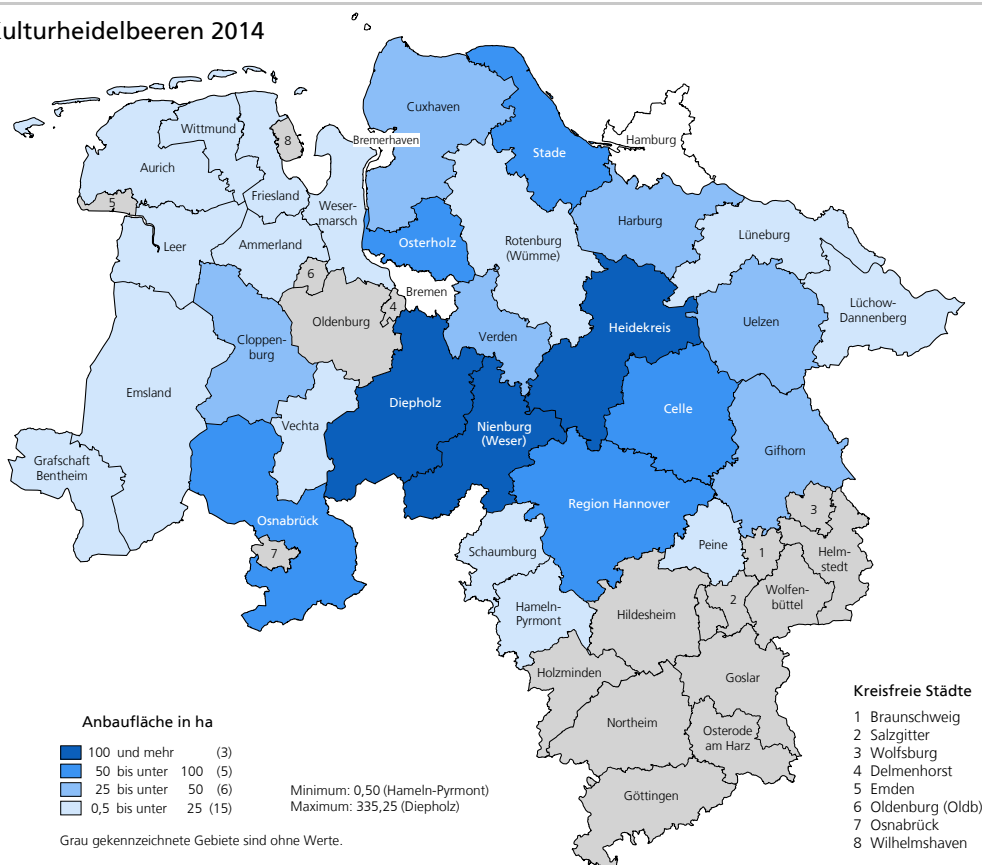 Kulturheidelbeeren 2014
Cuxhaven
Wittmund
8
Bremerhaven
Hamburg
Stade
Aurich
Friesland
5
Weser-
marsch
Harburg
Leer
Ammerland
Osterholz
Rotenburg
(Wümme)
Lüneburg
6
Bremen
4
Oldenburg
Heidekreis
Uelzen
Lüchow-
Dannenberg
Cloppen-
burg
Verden
Emsland
Diepholz
Celle
Vechta
Nienburg
(Weser)
Gifhorn
Grafschaft
Bentheim
Region Hannover
3
Osnabrück
7
Schaumburg
Peine
1
Helm-
stedt
Hameln-
Pyrmont
Hildesheim
2
Wolfen-
büttel
Holzminden
Goslar
Northeim
Osterode
am Harz
Göttingen
Anbaufläche in ha
100 und mehr (3)
50 bis unter 100 (5)
25 bis unter 50 (6)
0,5 bis unter 25 (15)
Minimum: 0,50 (Hameln-Pyrmont)
Maximum: 335,25 (Diepholz)
Grau gekennzeichnete Gebiete sind ohne Werte.
Kreisfreie Städte
1 Braunschweig
2 Salzgitter
3 Wolfsburg
4 Delmenhorst
5 Emden
6 Oldenburg (Oldb)
7 Osnabrück
8 Wilhelmshaven